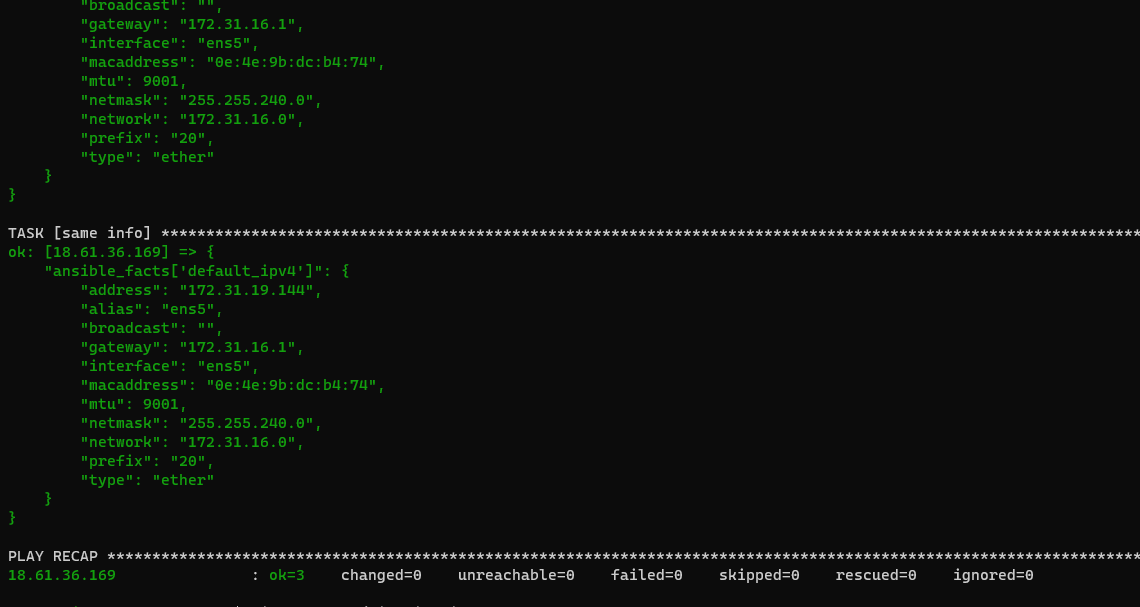 "broadcast": "",
        "gateway": "172.31.16.1",
        "interface": "ens5",
        "macaddress": "0e:4e:9b:dc:b4:74",
        "mtu": 9001,
        "netmask": "255.255.240.0",
        "network": "172.31.16.0",
        "prefix": "20",
        "type": "ether"
    }
}
TASK [same info] *************************************************************************************************************
ok: [18.61.36.169] => {
    "ansible_facts['default_ipv4']": {
        "address": "172.31.19.144",
        "alias": "ens5",
        "broadcast": "",
        "gateway": "172.31.16.1",
        "interface": "ens5",
        "macaddress": "0e:4e:9b:dc:b4:74",
        "mtu": 9001,
        "netmask": "255.255.240.0",
        "network": "172.31.16.0",
        "prefix": "20",
        "type": "ether"
    }
}
PLAY RECAP *******************************************************************************************************************
18.61.36.169               : ok=3    changed=0    unreachable=0    failed=0    skipped=0    rescued=0    ignored=0